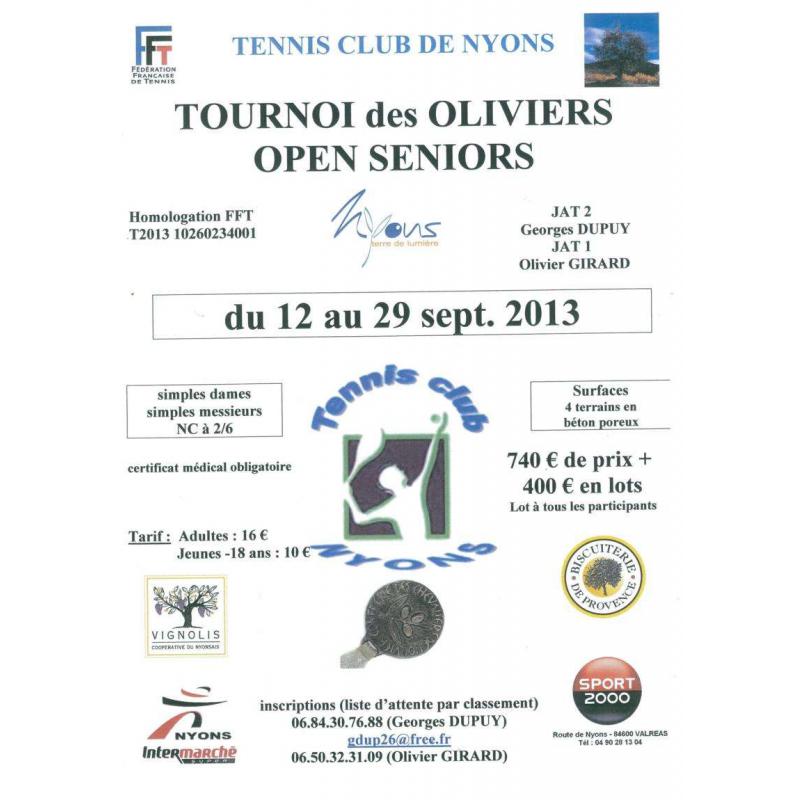 FFT
FÉDÉRATION
FRANÇAISE
DE TENNIS
TENNIS CLUB DE NYONS
TOURNOI des OLIVIERS
OPEN SENIORS
Homologation FFT
T2013 10260234001
nyons
terre de lumière
JAT 2
Georges DUPUY
JAT 1
Olivier GIRARD
du 12 au 29 sept. 2013
simples dames
simples messieurs
NC à 2/6
Tennis club
NYONS
Surfaces
4 terrains en
béton poreux
certificat médical obligatoire
740 € de prix +
400 € en lots
Lot à tous les participants
Tarif : Adultes : 16 €
Jeunes -18 ans : 10 €
BISCUITERIE
DE PROVENCE
VIGNOLIS
COOPÉRATIVE DU NYONSAIS
NYONS
Intermarché
SUPER
inscriptions (liste d'attente par classement)
06.84.30.76.88 (Georges DUPUY)
gdup26@free.fr
06.50.32.31.09 (Olivier GIRARD)
SPORT
2000
Route de Nyons - 84600 VALREAS
Tél : 04 90 28 13 04